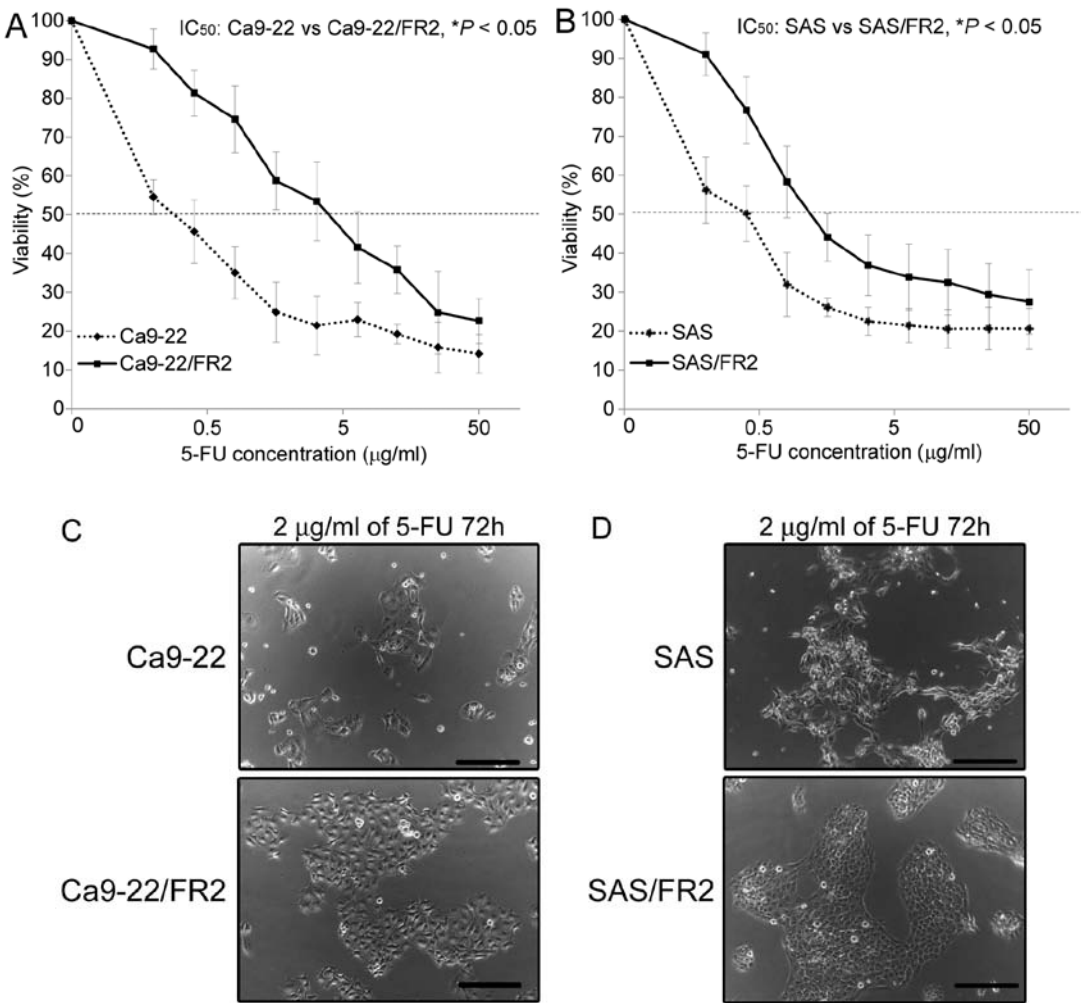 A
IC50: Ca9-22 vs Ca9-22/FR2, *P < 0.05
100
90
80
70
60
50
40
30
20
10
0
Viability (%)
Ca9-22
Ca9-22/FR2
0
0.5
5
50
5-FU concentration (μg/ml)
B
IC50: SAS vs SAS/FR2, *P < 0.05
100
90
80
70
60
50
40
30
20
10
0
Viability (%)
SAS
SAS/FR2
0
0.5
5
50
5-FU concentration (μg/ml)
C
2 μg/ml of 5-FU 72h
Ca9-22
Ca9-22/FR2
D
2 μg/ml of 5-FU 72h
SAS
SAS/FR2